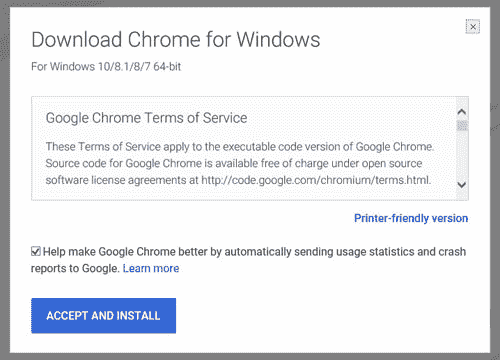 Download Chrome for Windows
For Windows 10/8.1/8/7 64-bit
Google Chrome Terms of Service
These Terms of Service apply to the executable code version of Google Chrome.
Source code for Google Chrome is available free of charge under open source
software license agreements at http://code.google.com/chromium/terms.html.
Printer-friendly version
Help make Google Chrome better by automatically sending usage statistics and crash
reports to Google. Learn more
ACCEPT AND INSTALL